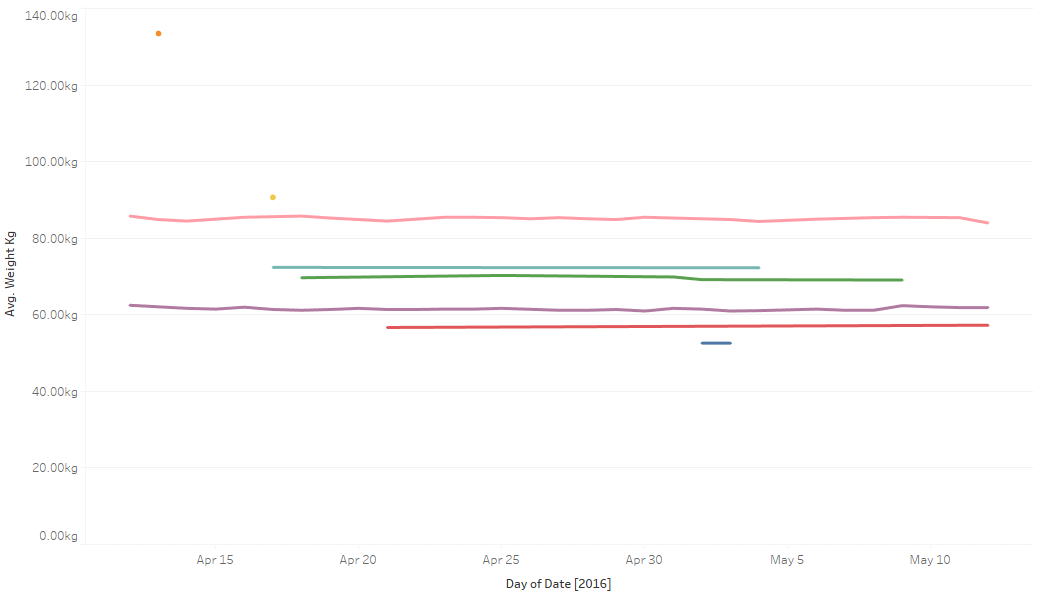 140.00kg
120.00kg
100.00kg
80.00kg
60.00kg
40.00kg
20.00kg
0.00kg
Avg. Weight Kg
Apr 15 Apr 20 Apr 25 Apr 30 May 5 May 10
Day of Date [2016]